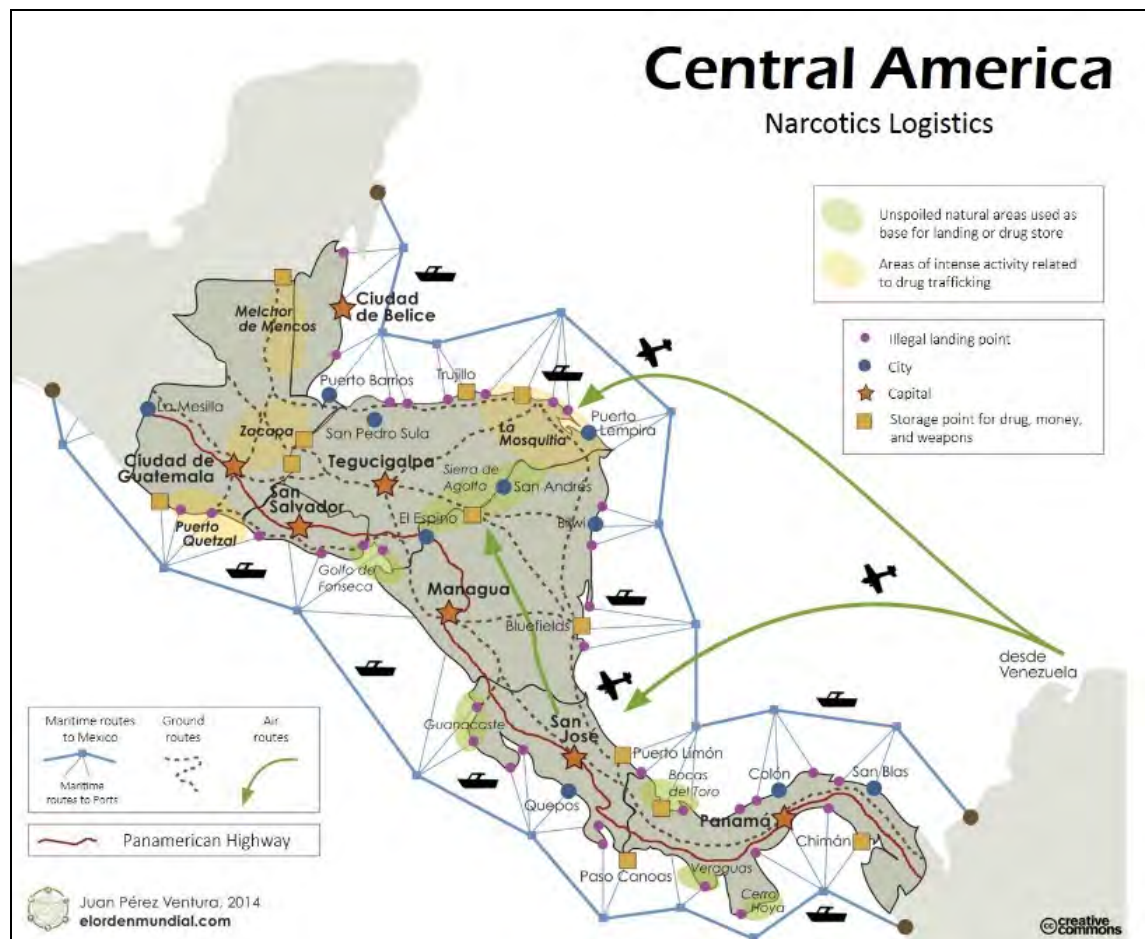 Central America
Narcotics Logistics
Unspoiled natural areas used as
base for landing or drug store
Areas of intense activity related
to drug trafficking
Illegal landing point
City
Capital
Storage point for drug, money,
and weapons
Ciudad
de Belice
Melchor
de Mencos
Puerto Barrios
Trujillo
La Mesilla
Zacapa
San Pedro Sula
La
Mosquitia
Puerto
Lempira
Ciudad de
Guatemala
Tegucigalpa
Sierra de
Agalta
San Andrés
San
Salvador
El Espino
Bilwi
Puerto
Quetzal
Golfo de
Fonseca
Managua
Bluefields
desde
Venezuela
Guanacaste
San
José
Puerto Limón
Bocas
del Toro
Colón
San Blas
Quepos
Panamá
Chimán
Paso Canoas
Veraguas
Cerro
Hoya
Maritime routes
to Mexico
Ground
routes
Air
routes
Maritime
routes to Ports
Panamerican Highway
Juan Pérez Ventura, 2014
elordenmundial.com
cc creative
commons